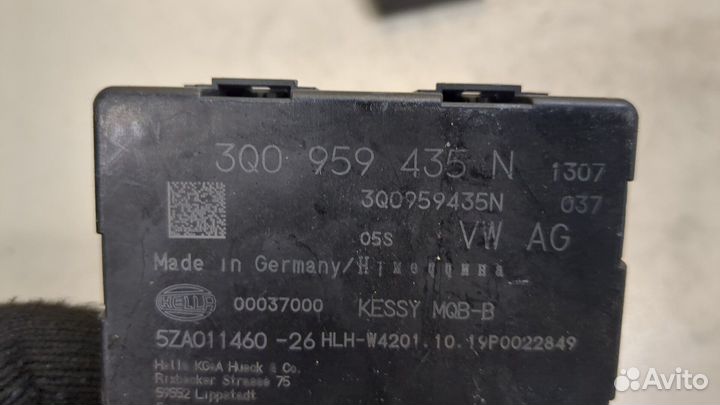 3Q0 959 435 N 1307
3Q0959435N 037
05S VW AG
Made in Germany/Німеччина
HELLA 00037000 KESSY MQB-B
5ZA011460-26 HLH-W4201.10.19P0022849
Hella KGaA Hueck & Co.
Rixbecker Strasse 75
59552 Lippstadt
Avito